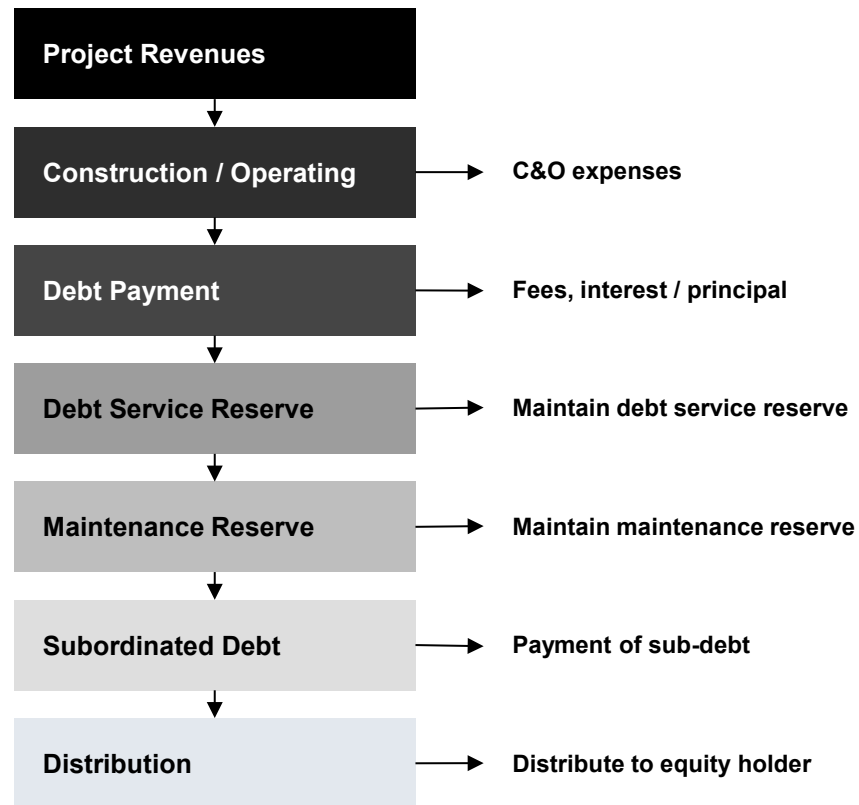 Project Revenues
Construction / Operating
C&O expenses
Debt Payment
Fees, interest / principal
Debt Service Reserve
Maintain debt service reserve
Maintenance Reserve
Maintain maintenance reserve
Subordinated Debt
Payment of sub-debt
Distribution
Distribute to equity holder